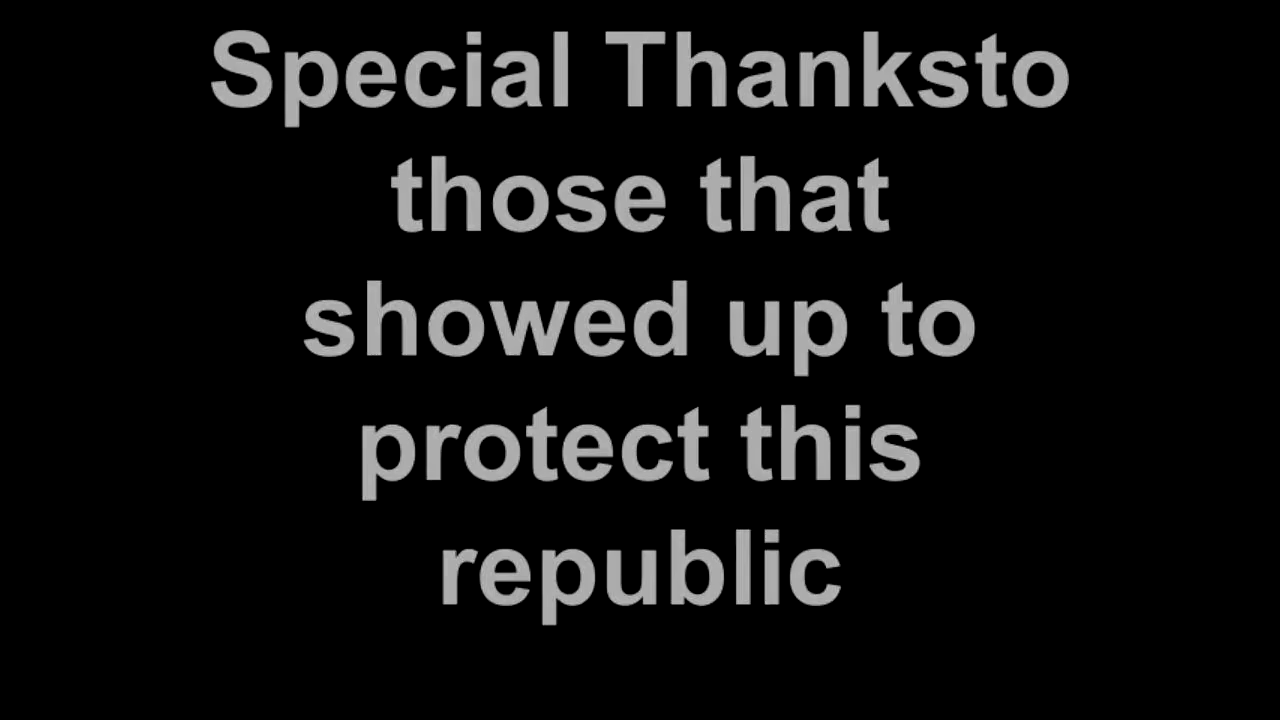 Special Thanksto
those that
showed up to
protect this
republic